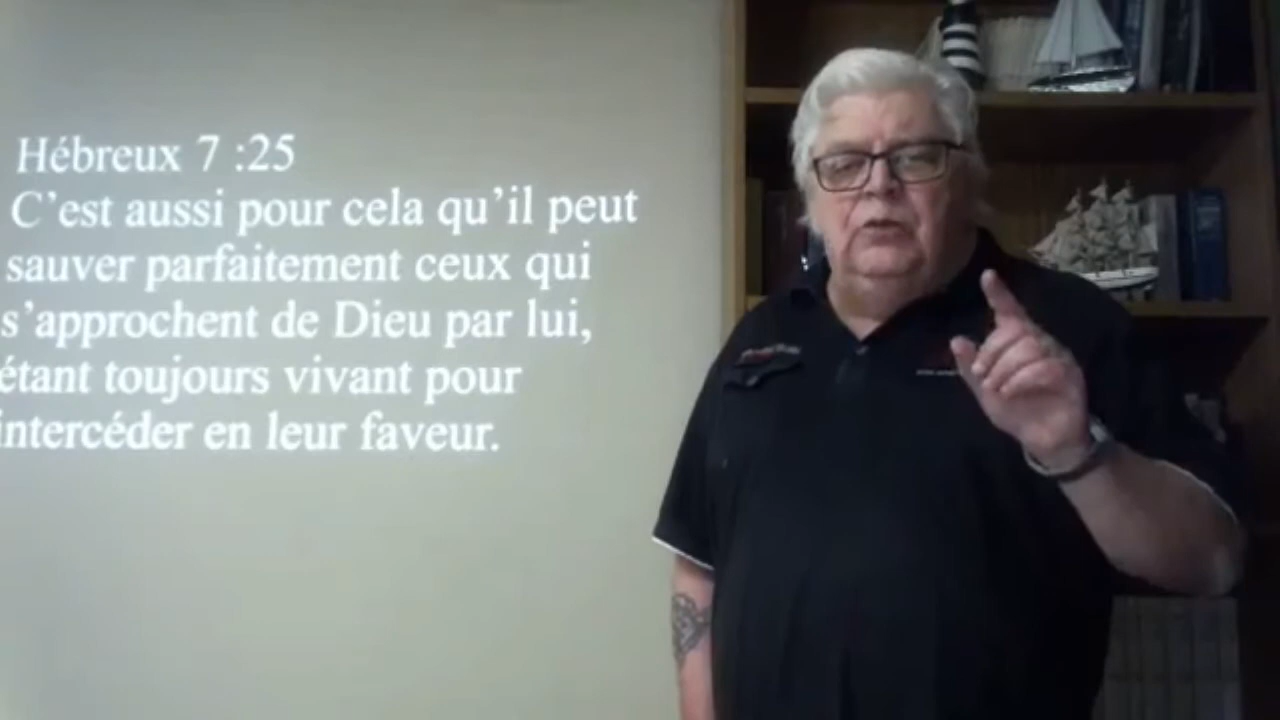 Hébreux 7 :25
C’est aussi pour cela qu’il peut
sauver parfaitement ceux qui
s’approchent de Dieu par lui,
étant toujours vivant pour
intercéder en leur faveur.